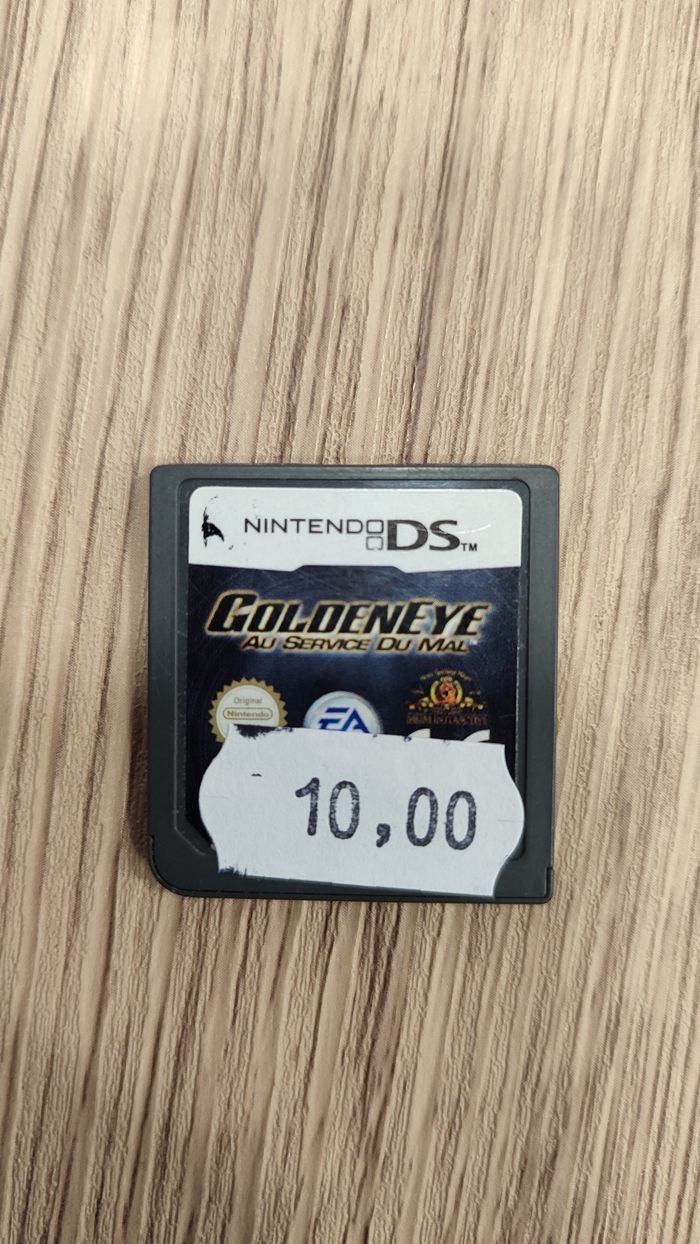 NINTENDO DS™
GOLDENEYE
AU SERVICE DU MAL
Original
Nintendo
EA
10,00